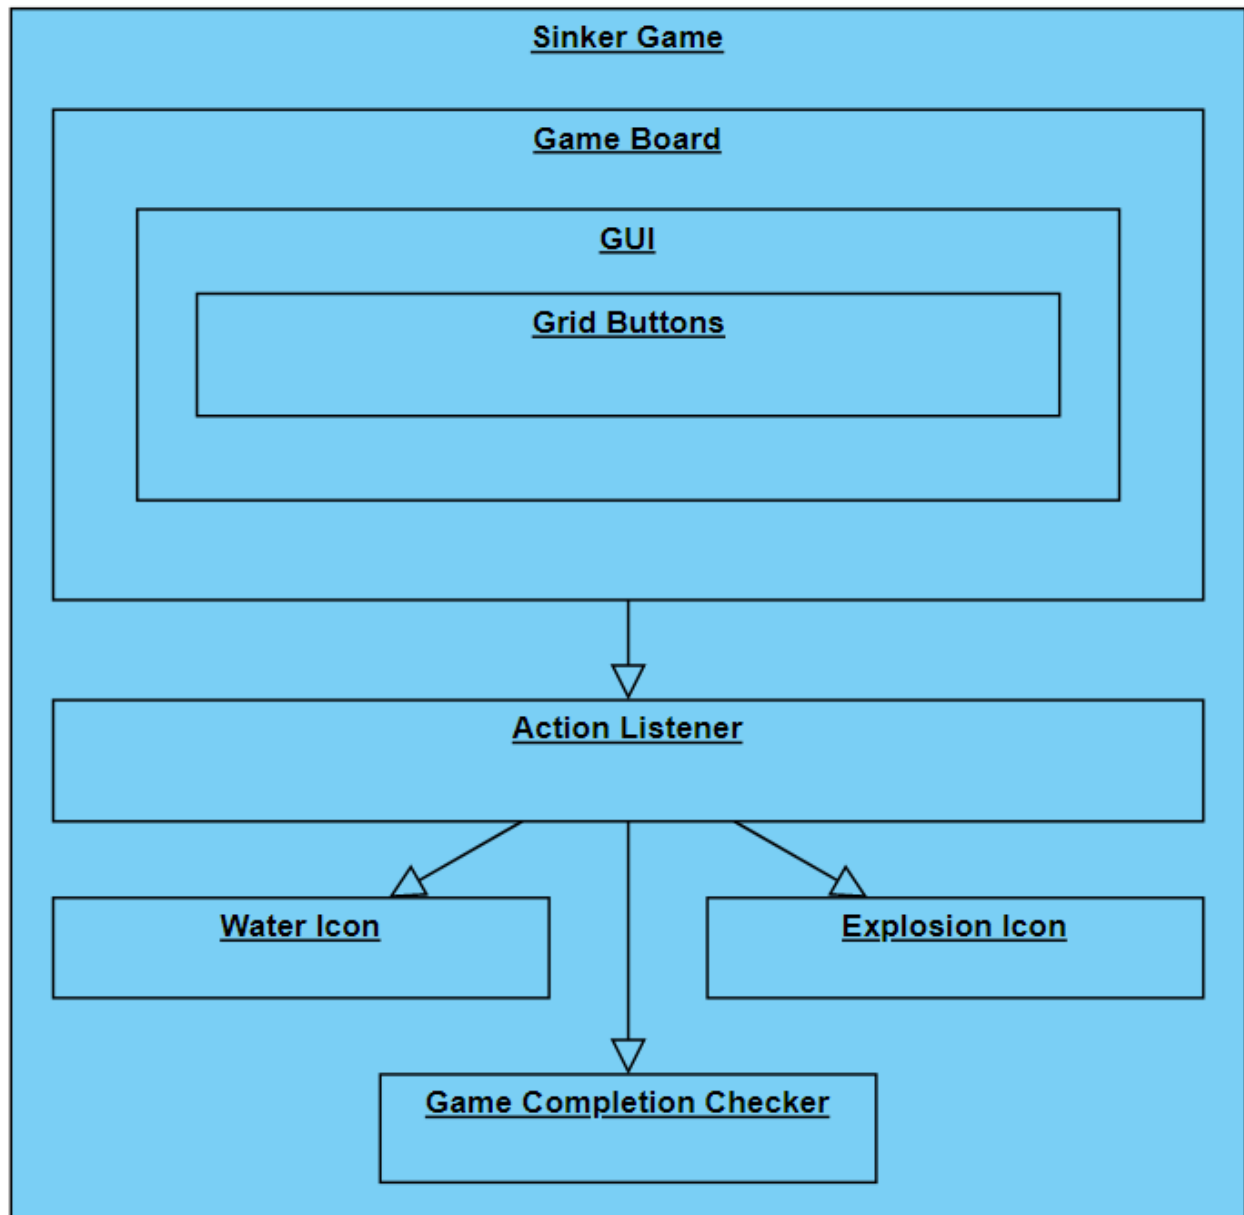 Sinker Game
Game Board
GUI
Grid Buttons
Action Listener
Water Icon
Explosion Icon
Game Completion Checker